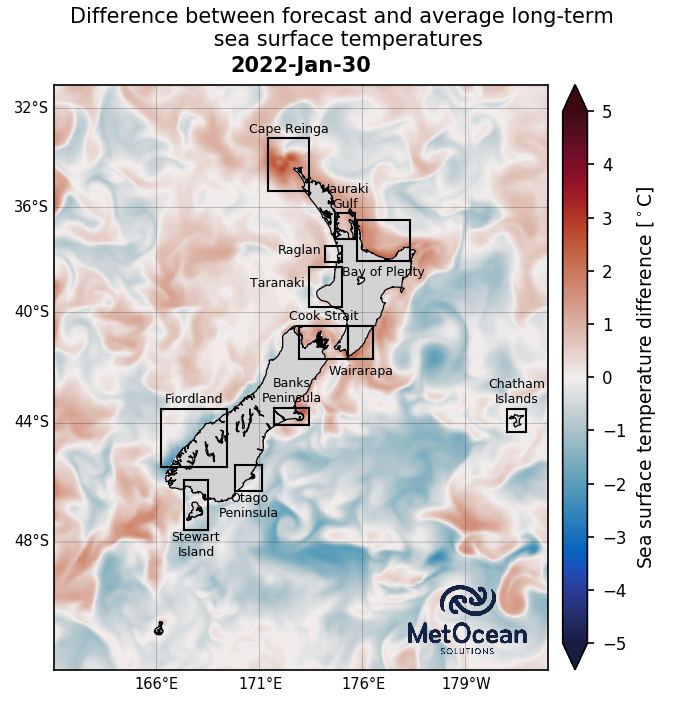 Difference between forecast and average long-term
sea surface temperatures
2022-Jan-30
32°S
36°S
40°S
44°S
48°S
166°E
171°E
176°E
179°W
Cape Reinga
Hauraki
Gulf
Raglan
Bay of Plenty
Taranaki
Cook Strait
Wairarapa
Banks
Peninsula
Fiordland
Chatham
Islands
Otago
Peninsula
Stewart
Island
MetOcean
SOLUTIONS
5
4
3
2
1
0
−1
−2
−3
−4
−5
Sea surface temperature difference [°C]